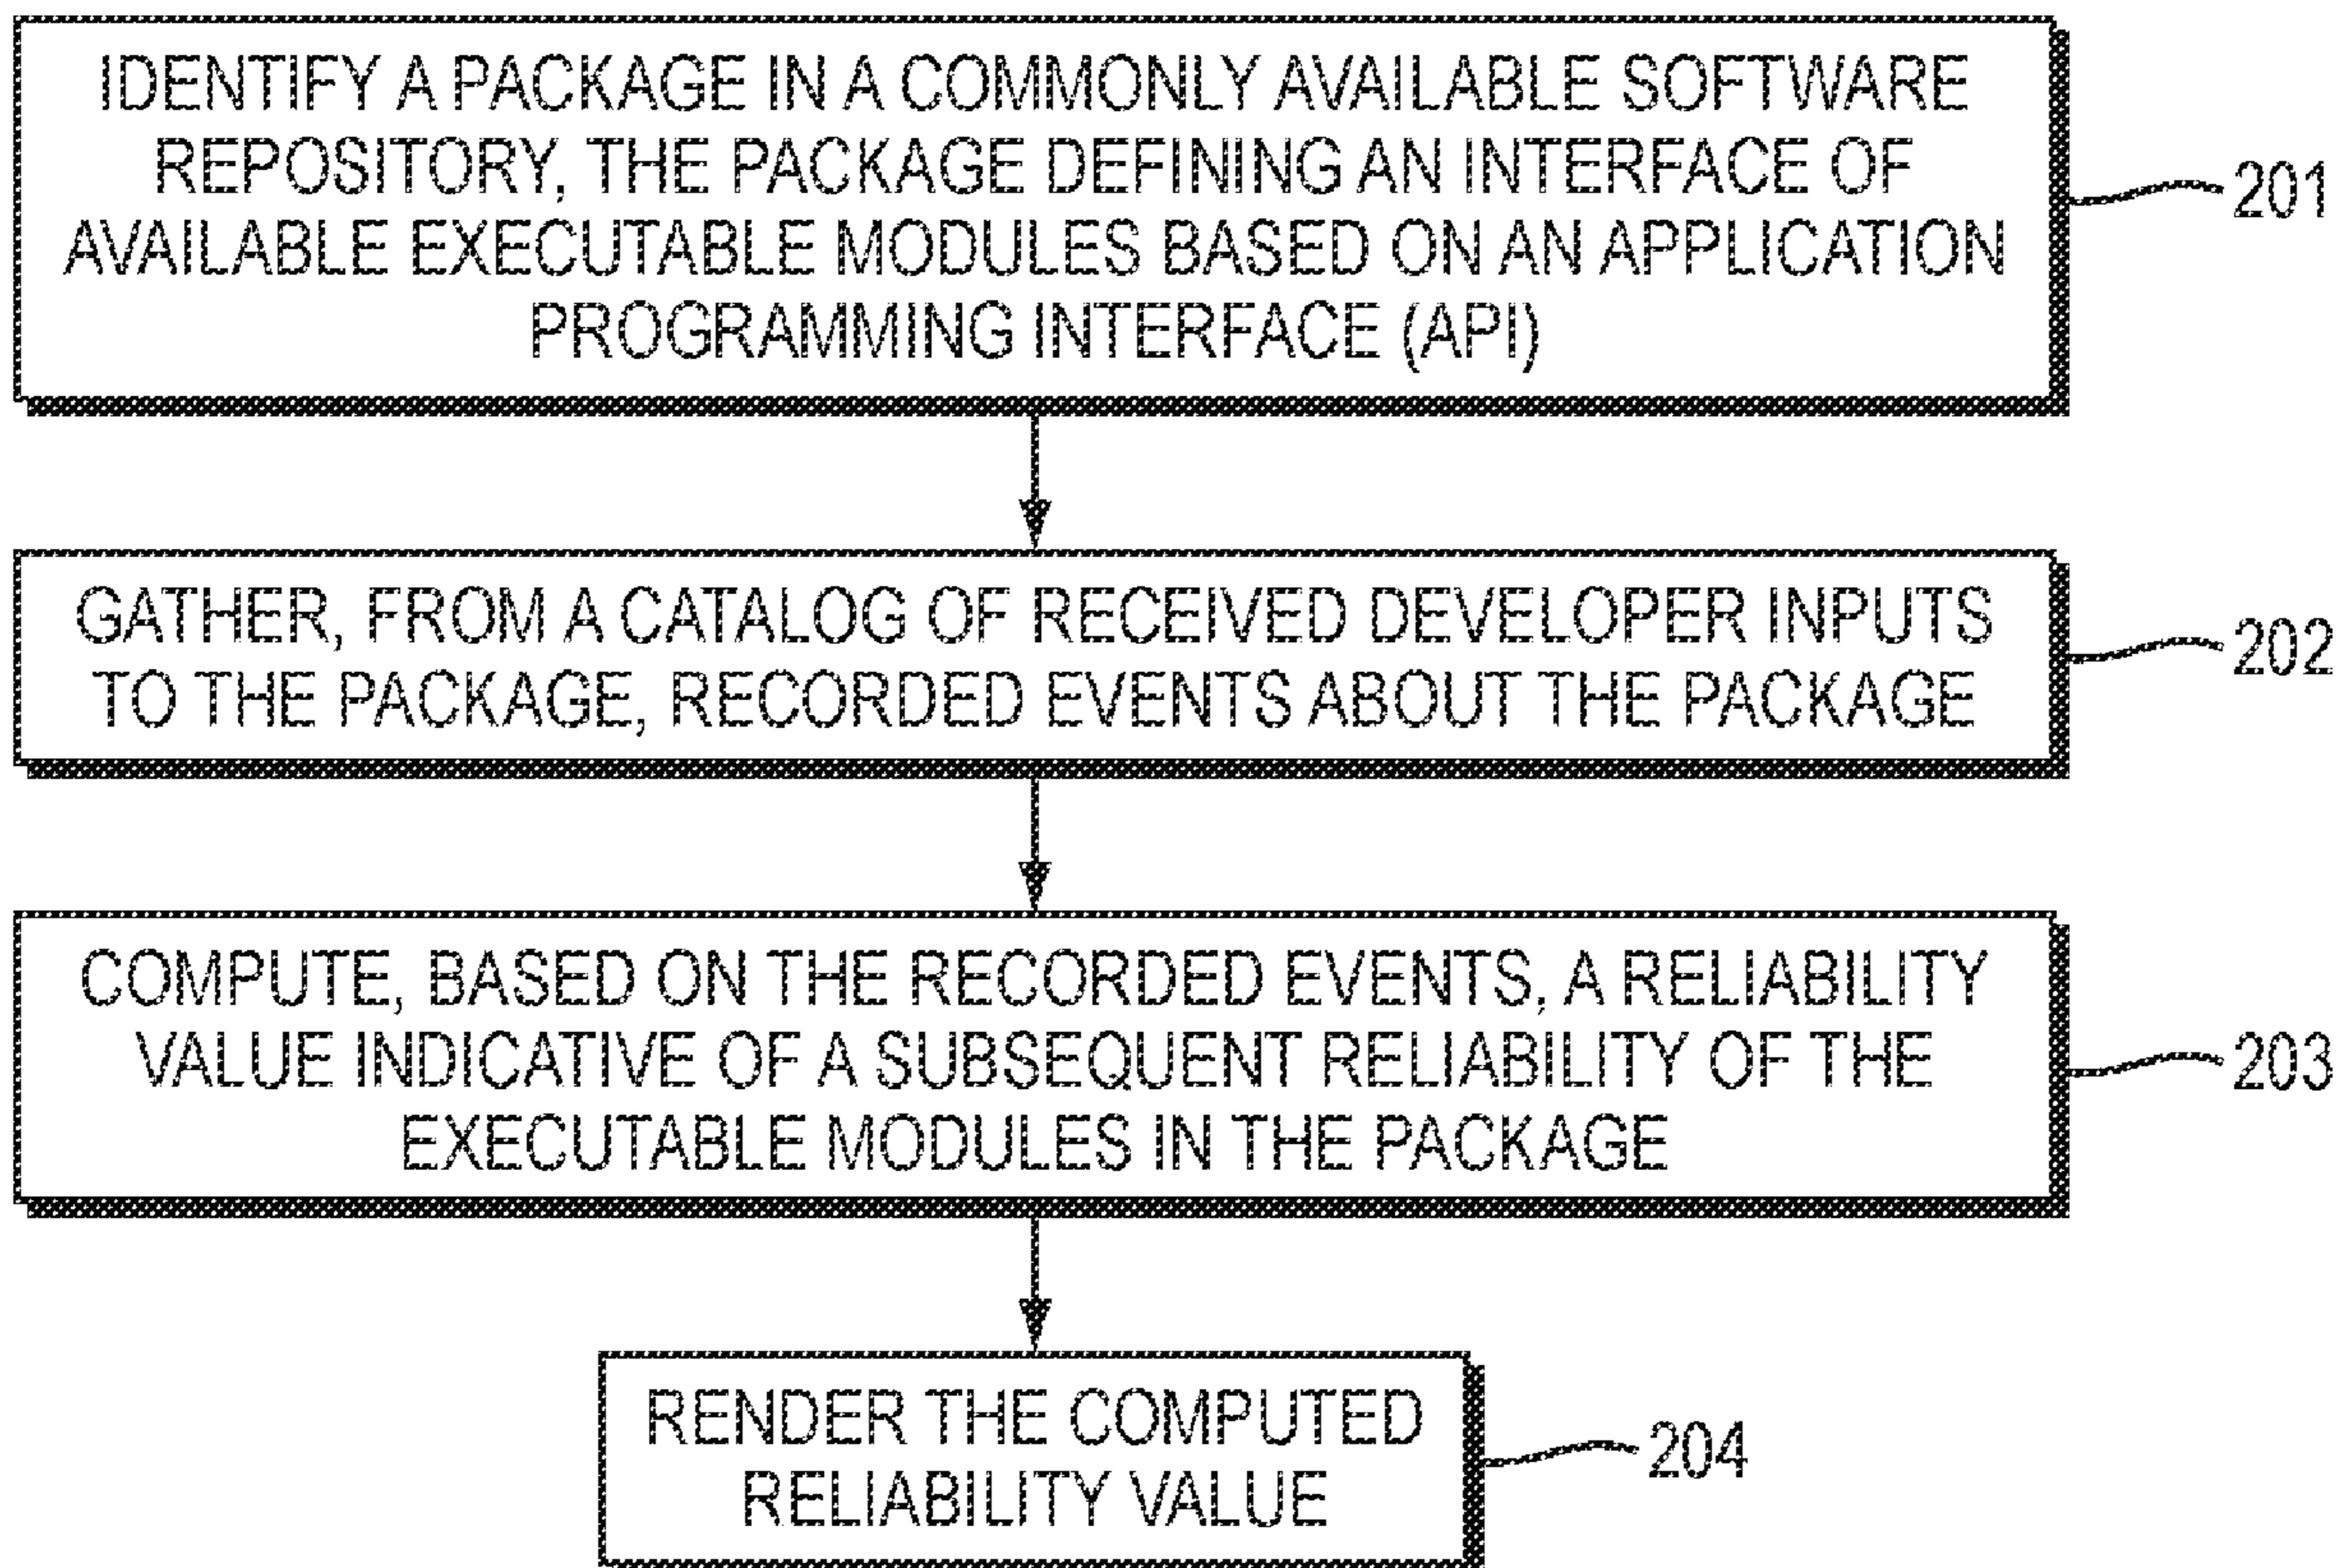 IDENTIFY A PACKAGE IN A COMMONLY AVAILABLE SOFTWARE
REPOSITORY, THE PACKAGE DEFINING AN INTERFACE OF
AVAILABLE EXECUTABLE MODULES BASED ON AN APPLICATION
PROGRAMMING INTERFACE (API)
201
GATHER, FROM A CATALOG OF RECEIVED DEVELOPER INPUTS
TO THE PACKAGE, RECORDED EVENTS ABOUT THE PACKAGE
202
COMPUTE, BASED ON THE RECORDED EVENTS, A RELIABILITY
VALUE INDICATIVE OF A SUBSEQUENT RELIABILITY OF THE
EXECUTABLE MODULES IN THE PACKAGE
203
RENDER THE COMPUTED
RELIABILITY VALUE
204